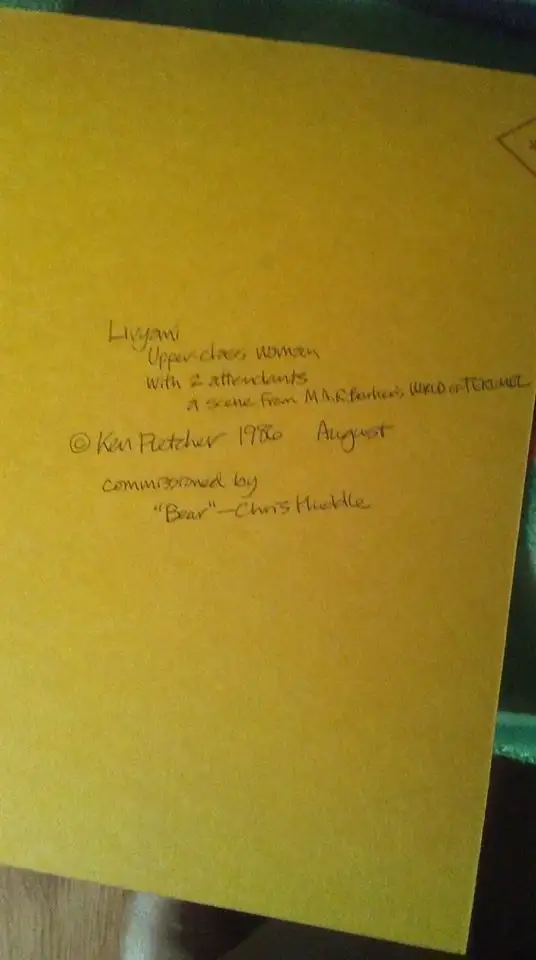 Livyani
Upper-class woman
with 2 attendants
a scene from M.A.R. Barker's WORLD of TEKUMEL
© Ken Fletcher 1986 August
commissioned by
"Bear" - Chris Huddle